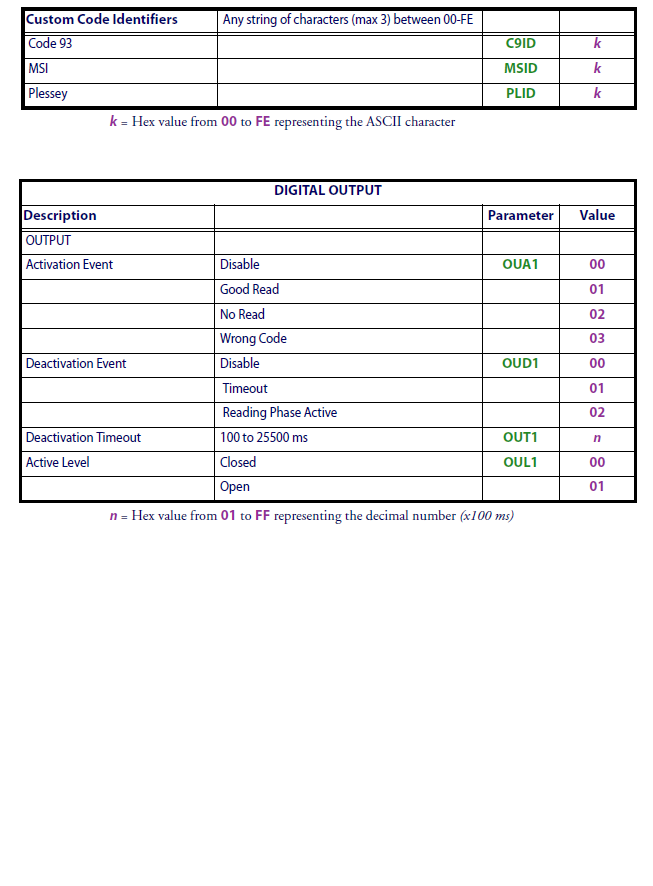 Custom Code Identifiers Any string of characters (max 3) between 00-FE
Code 93 C9ID k
MSI MSID k
Plessey PLID k
k = Hex value from 00 to FE representing the ASCII character
DIGITAL OUTPUT
Description Parameter Value
OUTPUT
Activation Event Disable OUA1 00
Good Read 01
No Read 02
Wrong Code 03
Deactivation Event Disable OUD1 00
Timeout 01
Reading Phase Active 02
Deactivation Timeout 100 to 25500 ms OUT1 n
Active Level Closed OUL1 00
Open 01
n = Hex value from 01 to FF representing the decimal number (x100 ms)